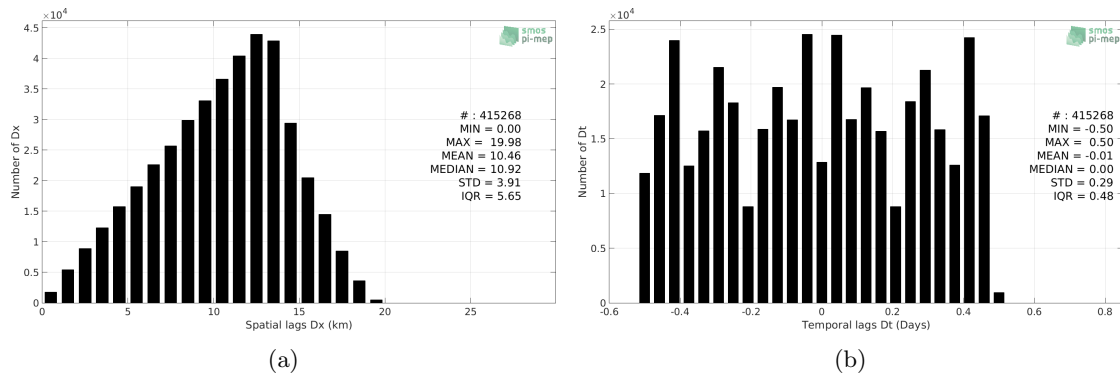 ×10⁴
4.5
4
3.5
3
2.5
2
1.5
1
0.5
0
Number of Dx
smos
pi-mep
# : 415268
MIN = 0.00
MAX = 19.98
MEAN = 10.46
MEDIAN = 10.92
STD = 3.91
IQR = 5.65
0 5 10 15 20 25
Spatial lags Dx (km)
(a)
×10⁴
2.5
2
1.5
1
0.5
0
Number of Dt
smos
pi-mep
# : 415268
MIN = -0.50
MAX = 0.50
MEAN = -0.01
MEDIAN = 0.00
STD = 0.29
IQR = 0.48
-0.6 -0.4 -0.2 0 0.2 0.4 0.6 0.8
Temporal lags Dt (Days)
(b)